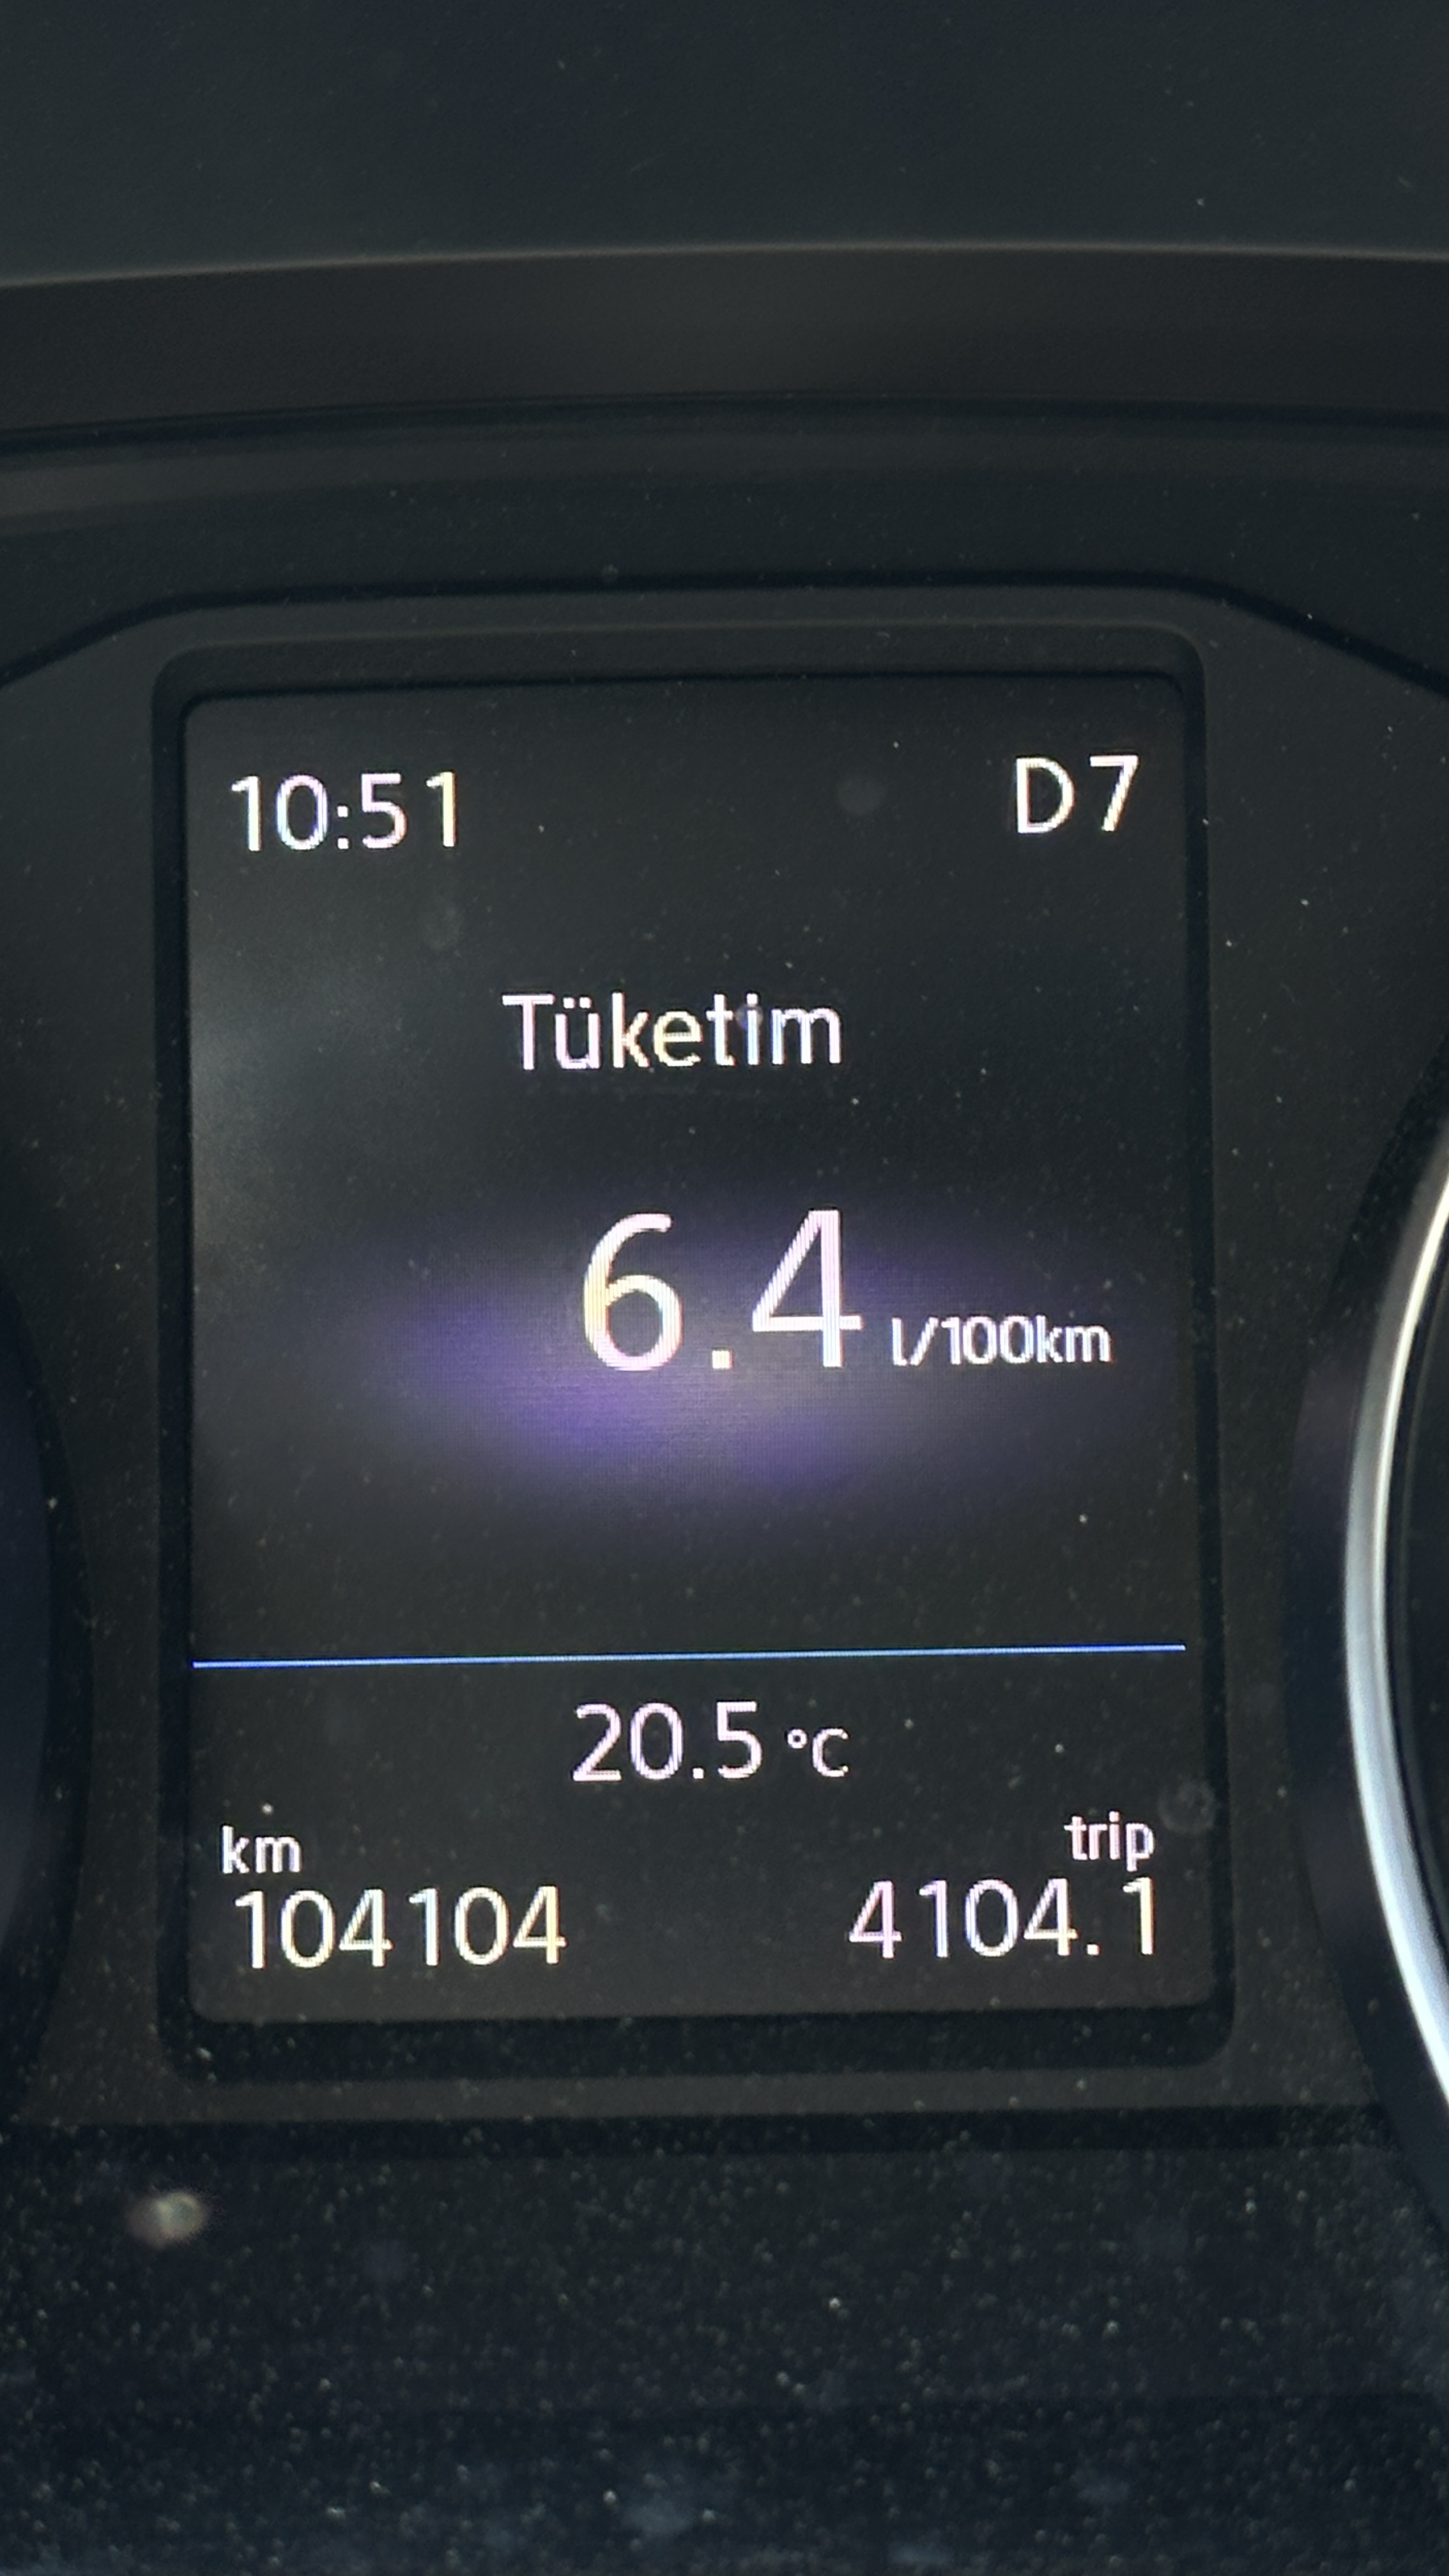 10:51 D7
Tüketim
6.4 l/100km
20.5 °C
km trip
104104 4104.1